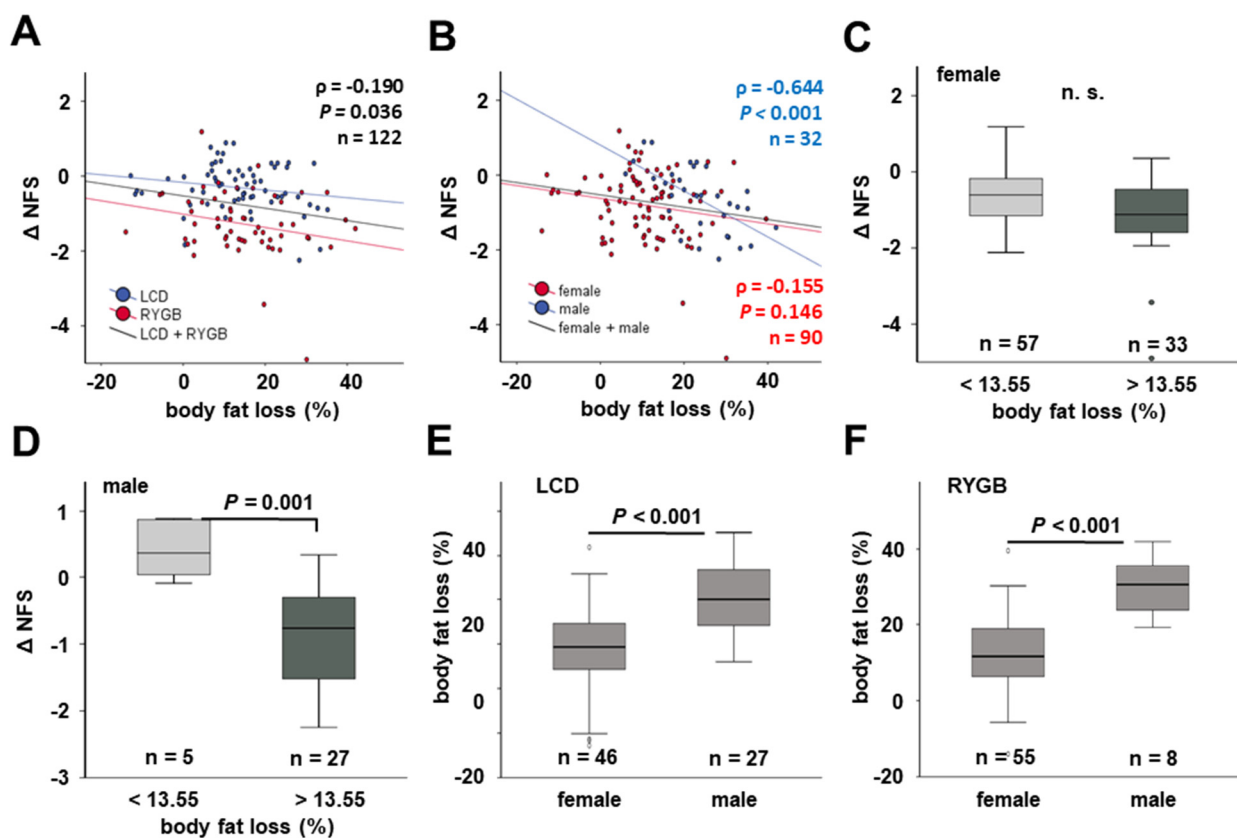 A
ρ = -0.190
P = 0.036
n = 122
2
0
-2
-4
Δ NFS
LCD
RYGB
LCD + RYGB
-20 0 20 40
body fat loss (%)
B
ρ = -0.644
P < 0.001
n = 32
2
0
-2
-4
Δ NFS
female
male
female + male
ρ = -0.155
P = 0.146
n = 90
-20 0 20 40
body fat loss (%)
C
female
n. s.
2
0
-2
-4
Δ NFS
n = 57 n = 33
< 13.55 > 13.55
body fat loss (%)
D
male
P = 0.001
1
0
-1
-2
-3
Δ NFS
n = 5 n = 27
< 13.55 > 13.55
body fat loss (%)
E
LCD
P < 0.001
40
20
0
-20
body fat loss (%)
n = 46 n = 27
female male
F
RYGB
P < 0.001
40
20
0
-20
body fat loss (%)
n = 55 n = 8
female male